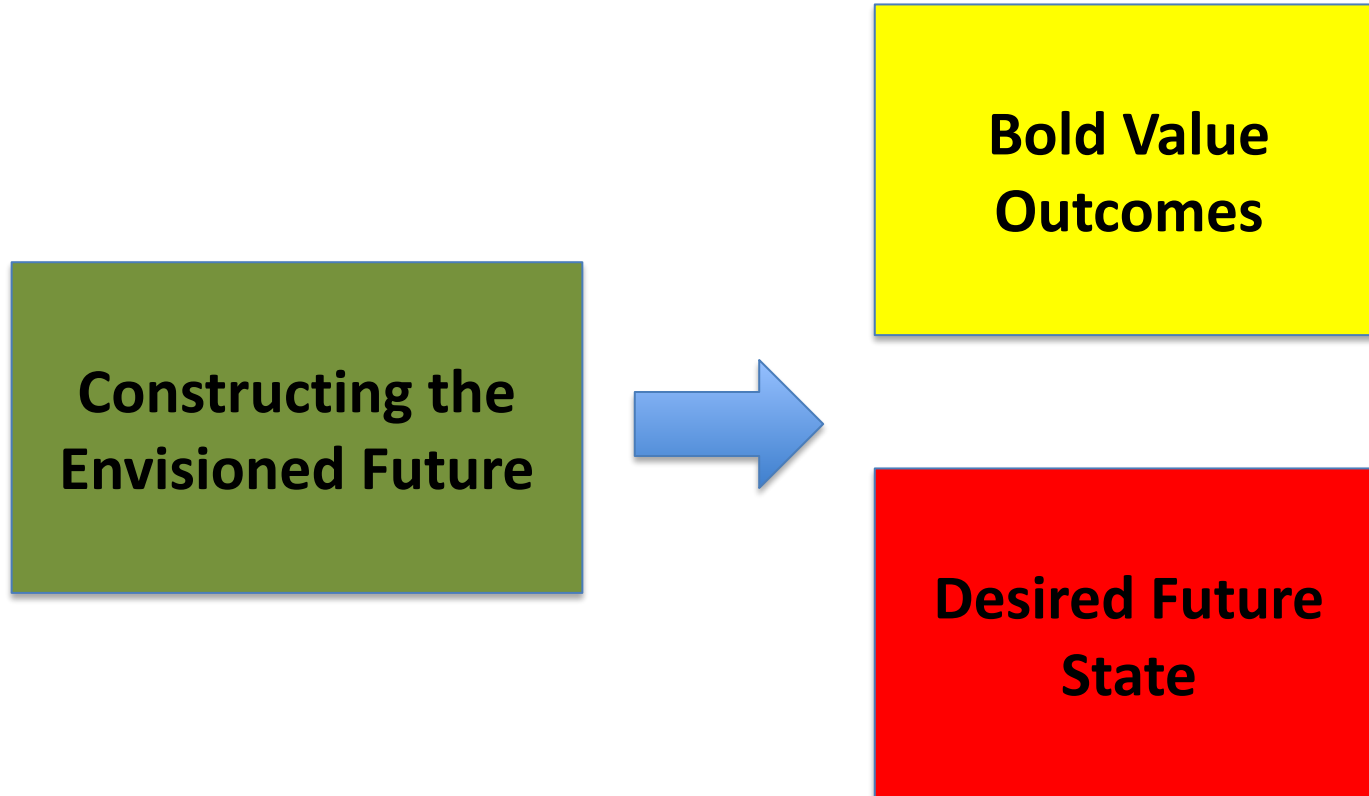 Constructing the
Envisioned Future
Bold Value
Outcomes
Desired Future
State